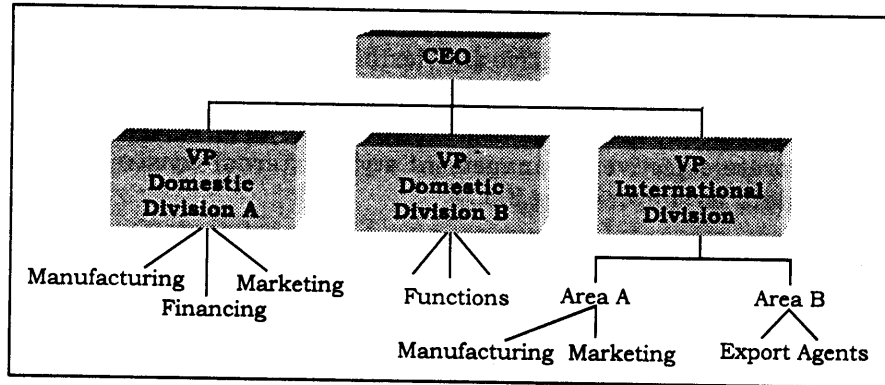 CEO
VP
Domestic
Division A
VP
Domestic
Division B
VP
International
Division
Manufacturing
Financing
Marketing
Functions
Area A
Area B
Manufacturing
Marketing
Export Agents